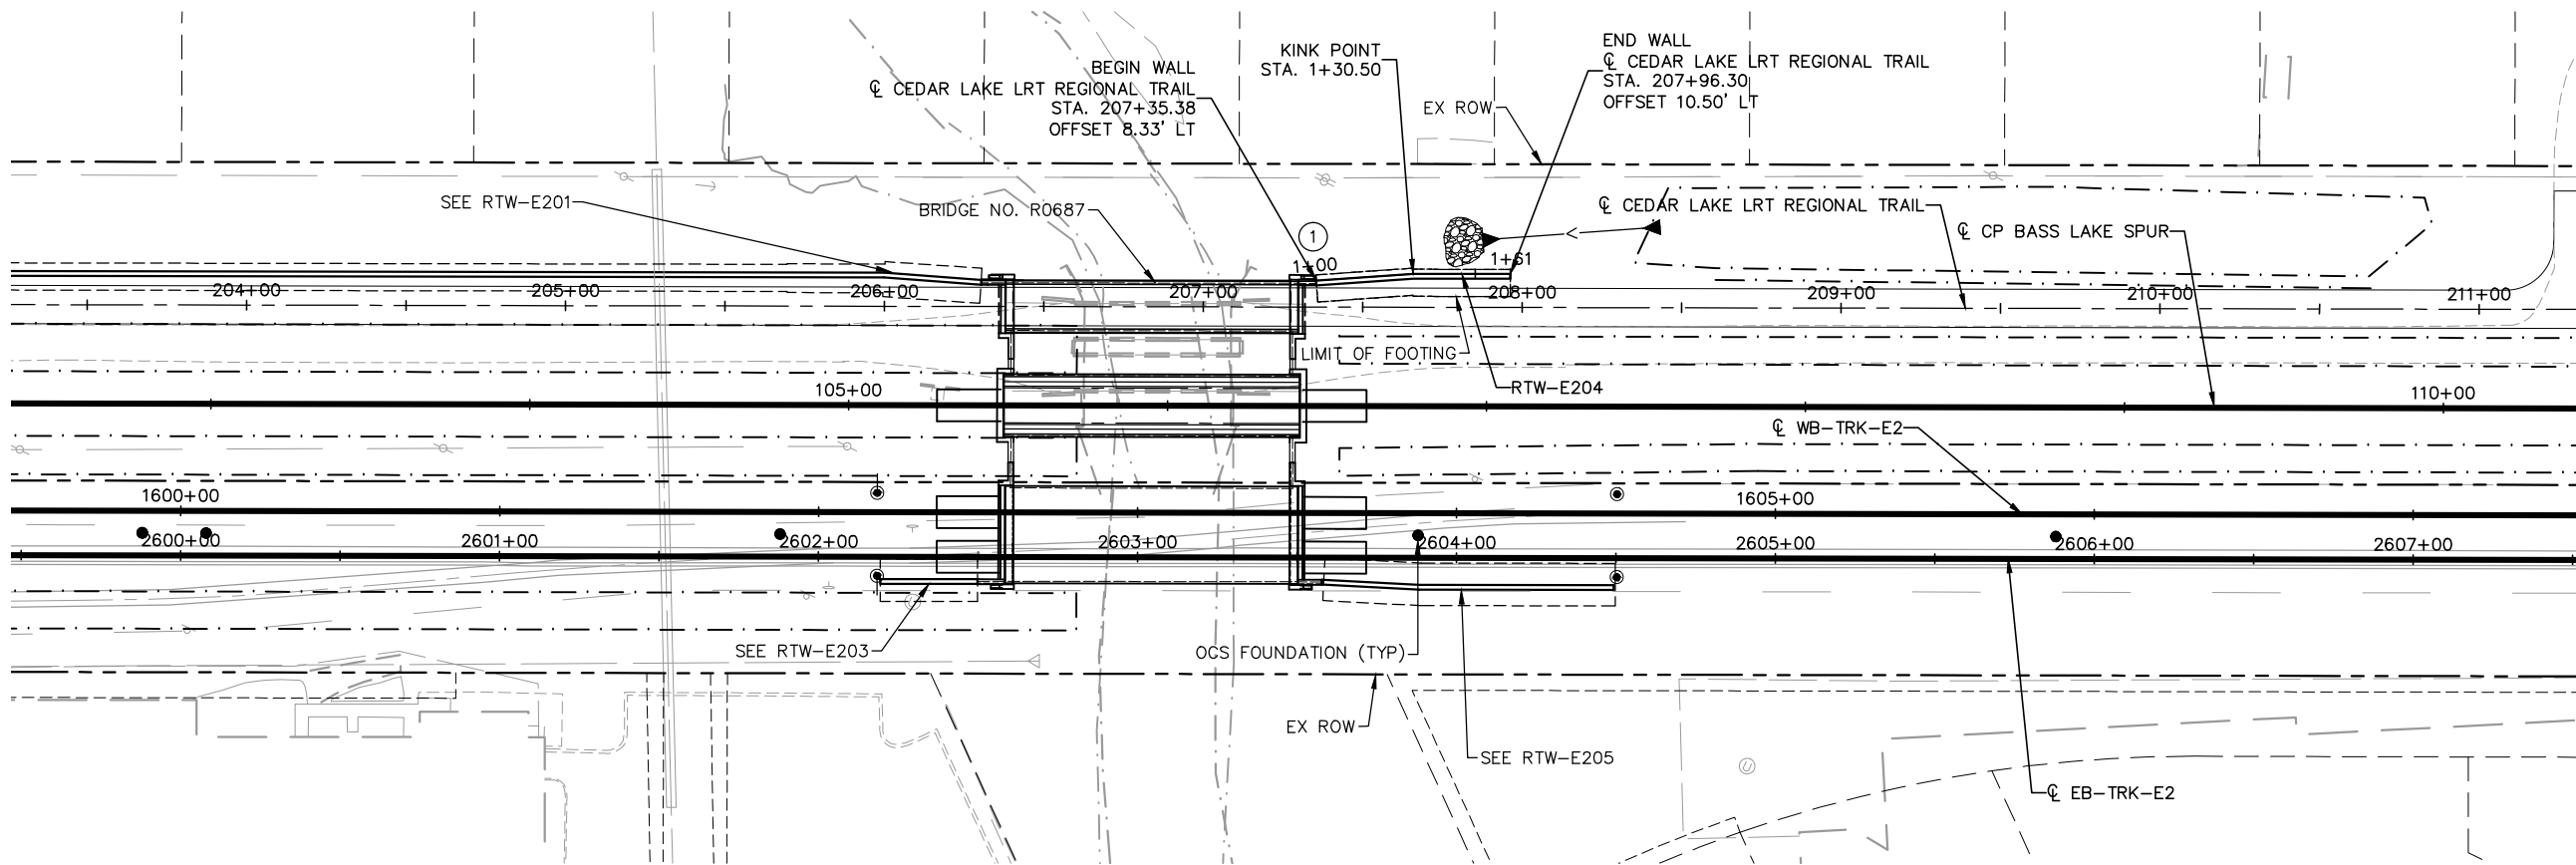 END WALL
℄ CEDAR LAKE LRT REGIONAL TRAIL
STA. 207+96.30
OFFSET 10.50' LT
KINK POINT
STA. 1+30.50
BEGIN WALL
℄ CEDAR LAKE LRT REGIONAL TRAIL
STA. 207+35.38
OFFSET 8.33' LT
EX ROW
SEE RTW-E201
BRIDGE NO. R0687
℄ CEDAR LAKE LRT REGIONAL TRAIL
℄ CP BASS LAKE SPUR
1
1+00
1+61
204+00
205+00
206+00
207+00
208+00
209+00
210+00
211+00
LIMIT OF FOOTING
RTW-E204
105+00
110+00
℄ WB-TRK-E2
1600+00
1605+00
2600+00
2601+00
2602+00
2603+00
2604+00
2605+00
2606+00
2607+00
SEE RTW-E203
OCS FOUNDATION (TYP)
EX ROW
SEE RTW-E205
℄ EB-TRK-E2